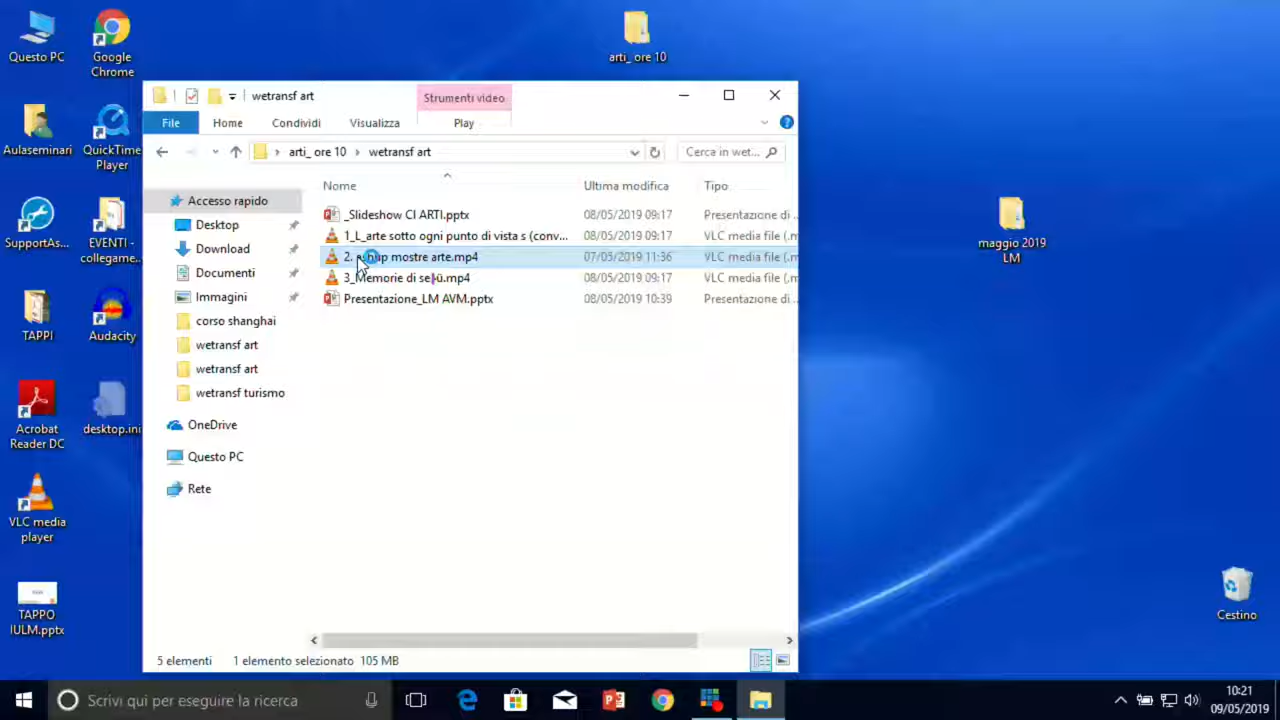 Questo PC
Google
Chrome
arti_ ore 10
Aulaseminari
QuickTime
Player
SupportAs...
EVENTI -
collegame...
TAPPI
Audacity
Acrobat
Reader DC
desktop.ini
VLC media
player
TAPPO
IULM.pptx
maggio 2019
LM
Cestino
wetransf art
Strumenti video
File
Home
Condividi
Visualizza
Play
arti_ ore 10
wetransf art
Cerca in wet...
Nome
Ultima modifica
Tipo
Accesso rapido
Desktop
Download
Documenti
Immagini
corso shanghai
wetransf art
wetransf art
wetransf turismo
OneDrive
Questo PC
Rete
_Slideshow CI ARTI.pptx
08/05/2019 09:17
Presentazione di ...
1_L_arte sotto ogni punto di vista s (conv...
08/05/2019 09:17
VLC media file (.m
2. mostre arte.mp4
07/05/2019 11:36
VLC media file (.m
3_Memorie di
08/05/2019 09:17
VLC media file (.m
Presentazione_LM AVM.pptx
08/05/2019 10:39
Presentazione di ...
5 elementi
1 elemento selezionato 105 MB
Scrivi qui per eseguire la ricerca
10:21
09/05/2019